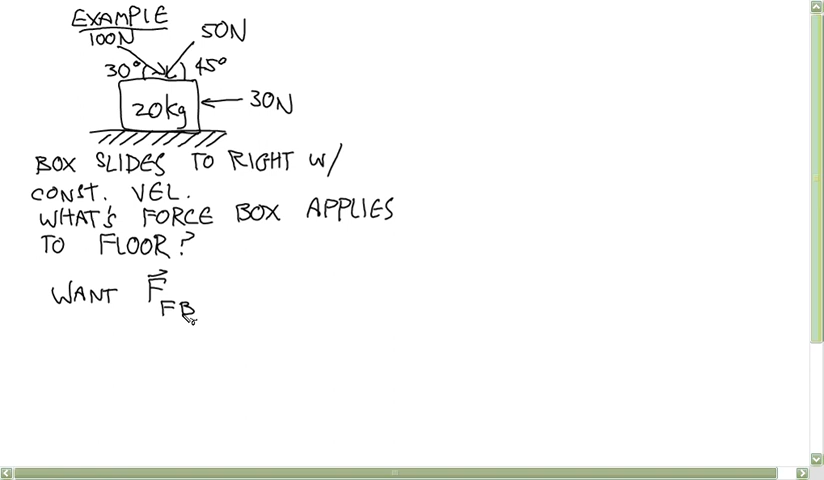 EXAMPLE
100N 50N
30° 45°
20kg 30N
BOX SLIDES TO RIGHT W/
CONST. VEL.
WHAT'S FORCE BOX APPLIES
TO FLOOR?
WANT F
FB